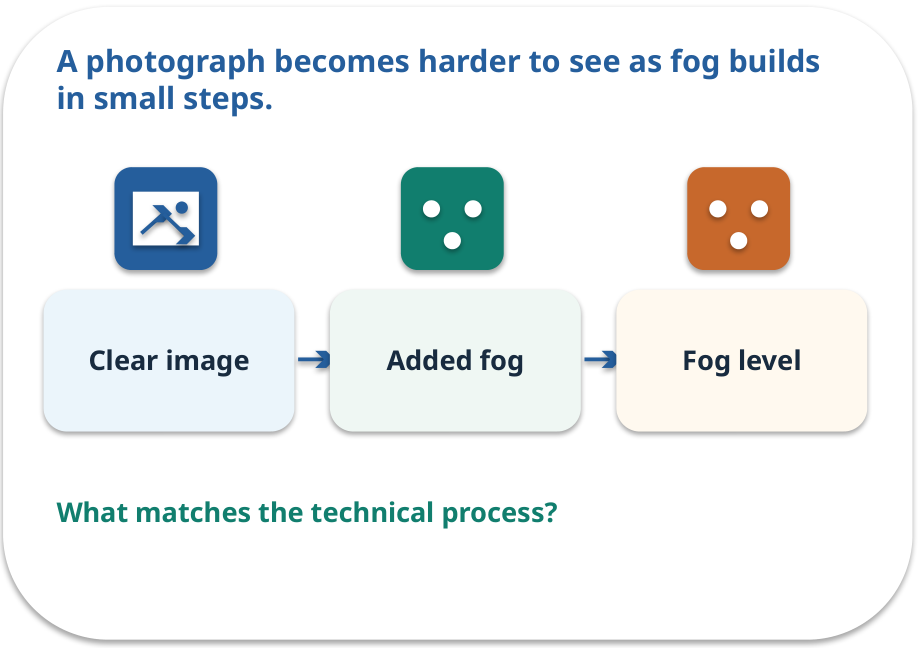 A photograph becomes harder to see as fog builds
in small steps.
Clear image
Added fog
Fog level
What matches the technical process?